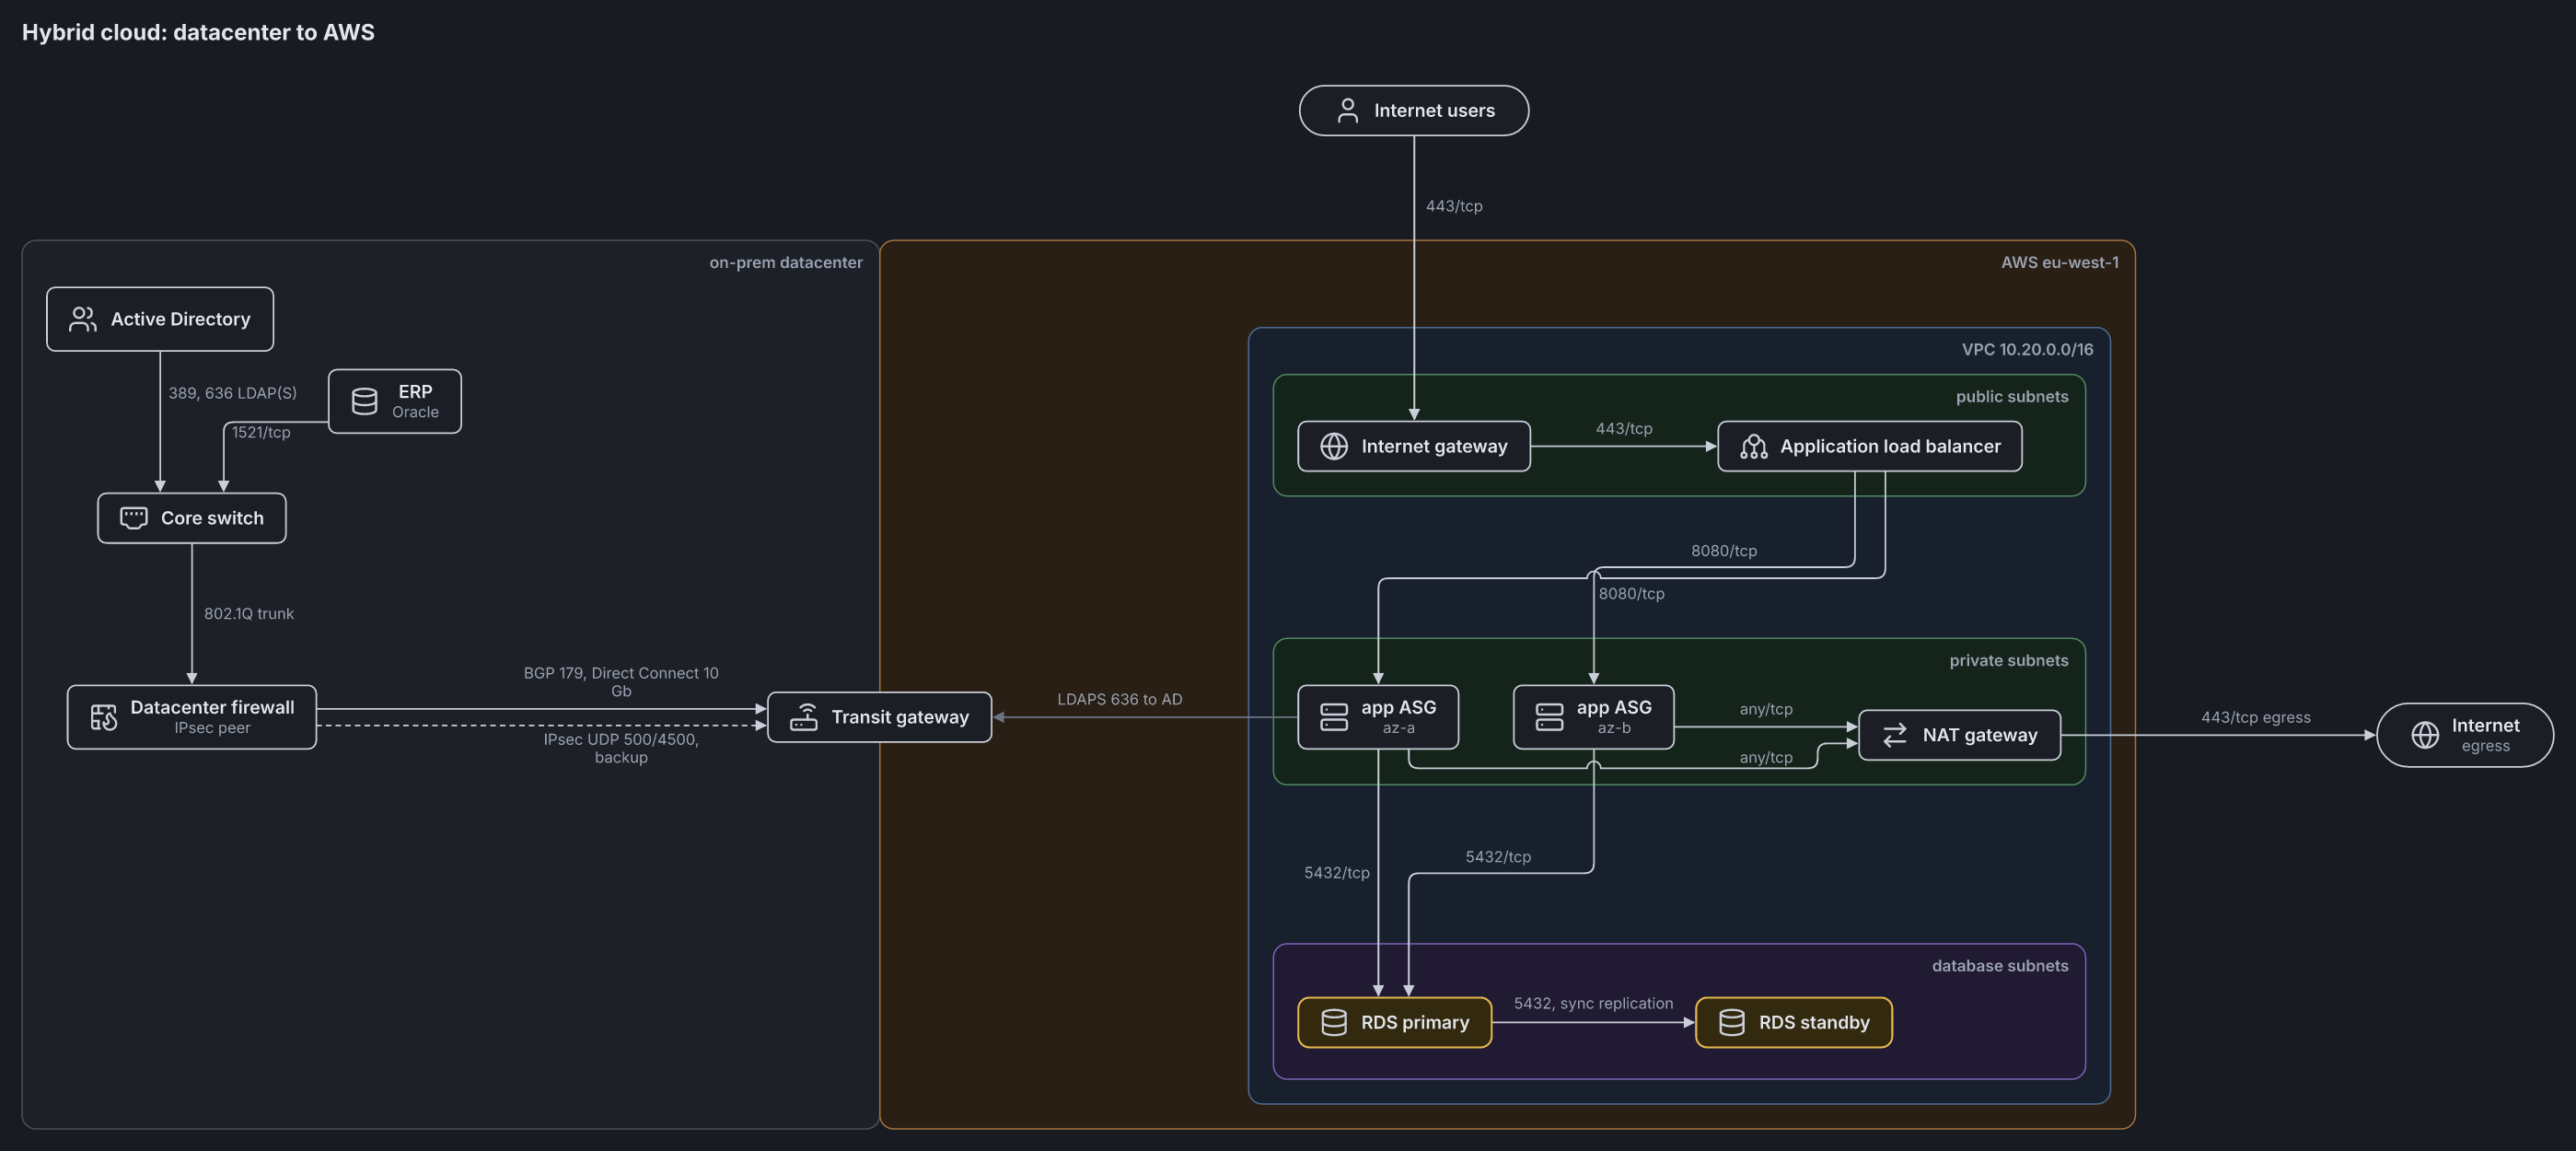 Hybrid cloud: datacenter to AWS
Internet users
443/tcp
on-prem datacenter
AWS eu-west-1
Active Directory
389, 636 LDAP(S)
ERP
Oracle
1521/tcp
Core switch
802.1Q trunk
Datacenter firewall
IPsec peer
BGP 179, Direct Connect 10
Gb
IPsec UDP 500/4500,
backup
Transit gateway
LDAPS 636 to AD
VPC 10.20.0.0/16
public subnets
Internet gateway
443/tcp
Application load balancer
8080/tcp
8080/tcp
private subnets
app ASG
az-a
app ASG
az-b
any/tcp
any/tcp
NAT gateway
443/tcp egress
Internet
egress
5432/tcp
5432/tcp
database subnets
RDS primary
5432, sync replication
RDS standby